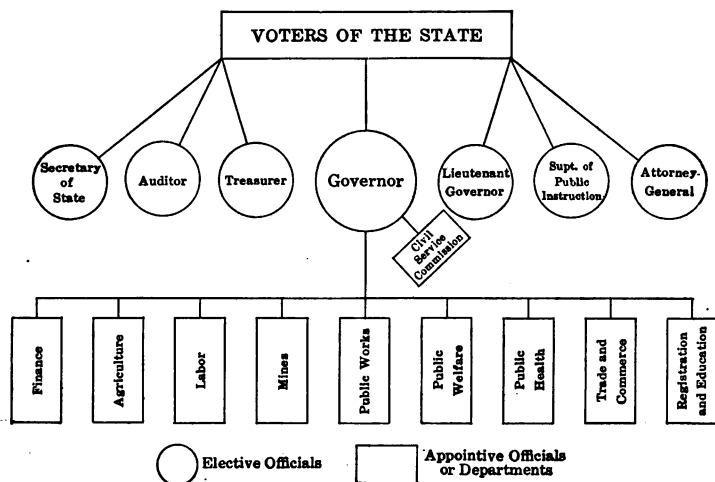 VOTERS OF THE STATE
Secretary
of
State
Auditor
Treasurer
Governor
Lieutenant
Governor
Supt. of
Public
Instruction
Attorney-
General
Civil
Service
Commission
Finance
Agriculture
Labor
Mines
Public Works
Public
Welfare
Public
Health
Trade and
Commerce
Registration
and Education
Elective Officials
Appointive Officials
or Departments